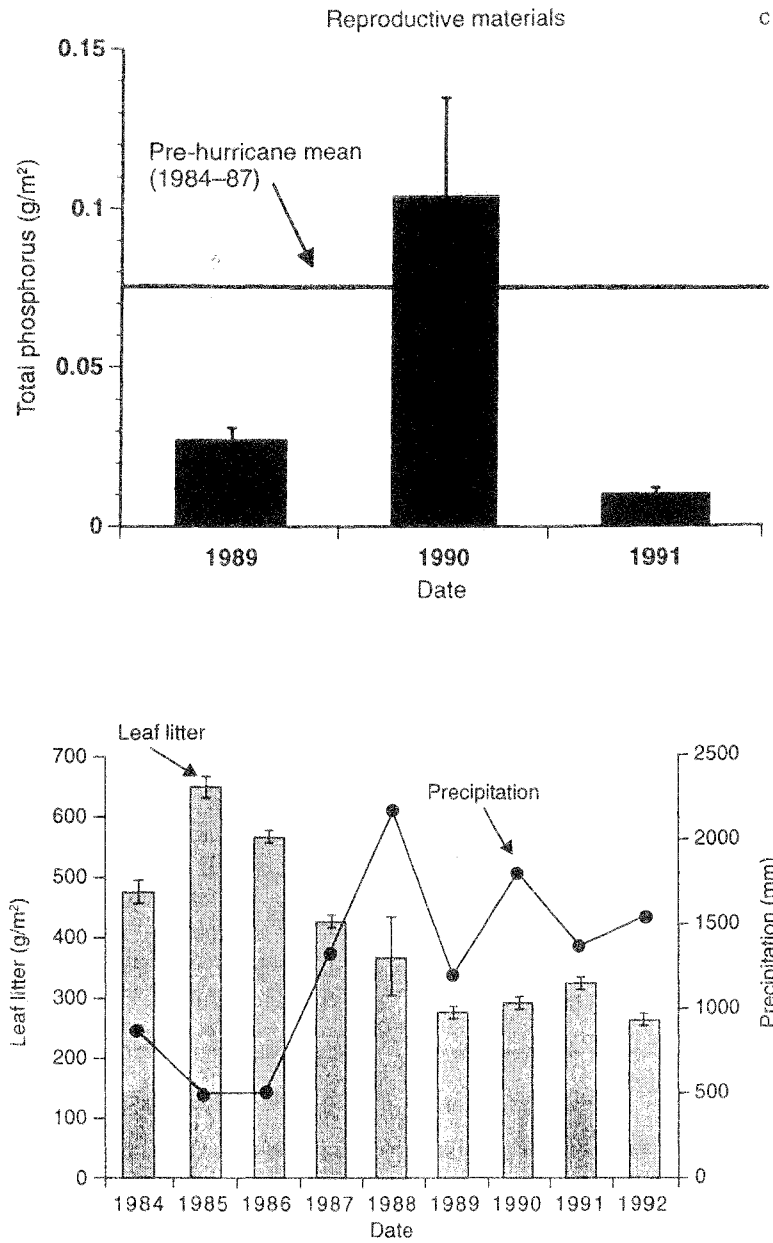 Reproductive materials
c
0.15
Pre-hurricane mean
(1984–87)
0.1
0.05
0
Total phosphorus (g/m²)
1989 1990 1991
Date
Leaf litter
Precipitation
700
600
500
400
300
200
100
0
Leaf litter (g/m²)
2500
2000
1500
1000
500
0
Precipitation (mm)
1984 1985 1986 1987 1988 1989 1990 1991 1992
Date